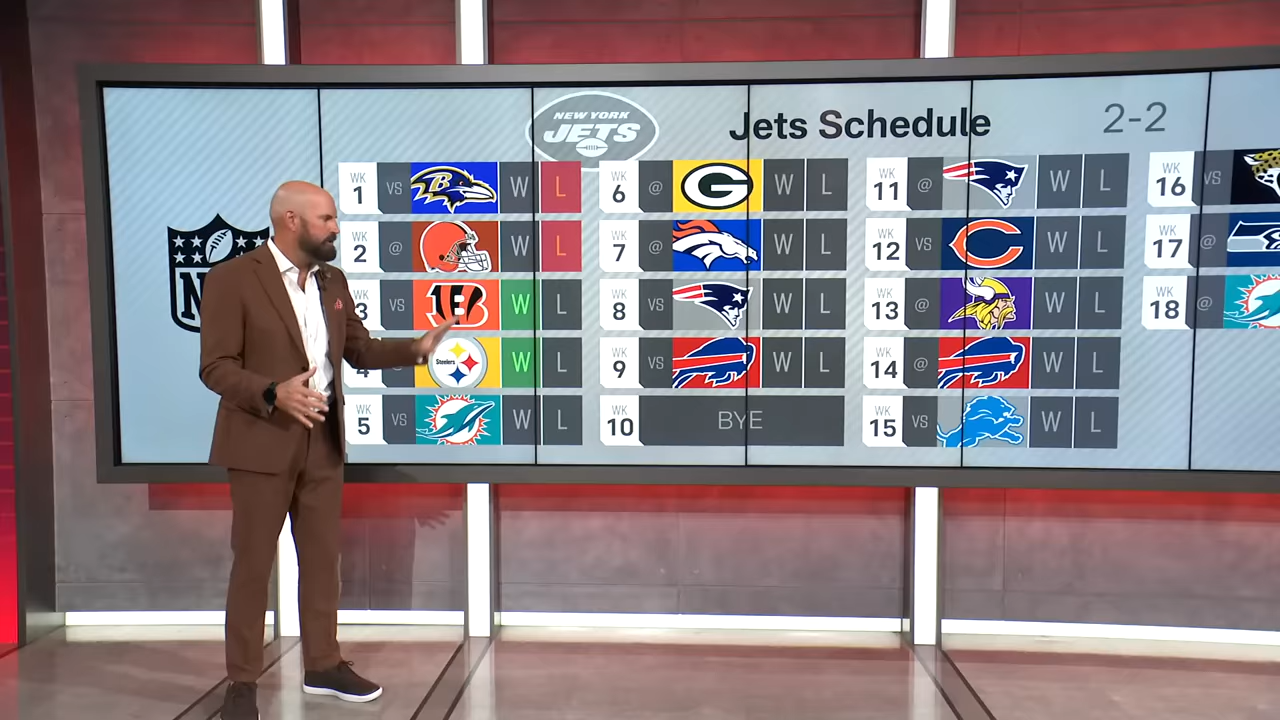 NEW YORK
JETS
Jets Schedule
2-2
WK 1 VS W L
WK 2 @ W L
3 VS W L
4 Steelers W L
WK 5 VS W L
WK 6 @ G W L
WK 7 @ W L
WK 8 VS W L
WK 9 VS W L
WK 10 BYE
WK 11 @ W L
WK 12 VS C W L
WK 13 @ W L
WK 14 @ W L
WK 15 VS W L
WK 16 VS
WK 17 @
WK 18 @
N